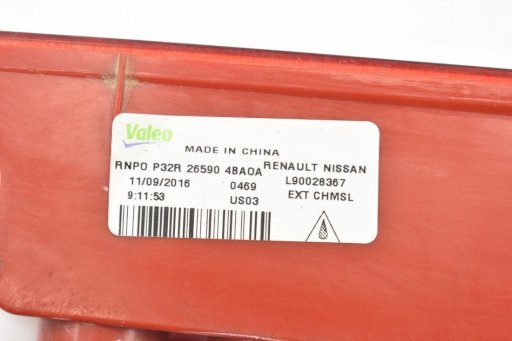 Valeo
MADE IN CHINA
RNPO P32R 26590 4BA0A RENAULT NISSAN
11/09/2016 0469 L90028367
9:11:53 US03 EXT CHMSL